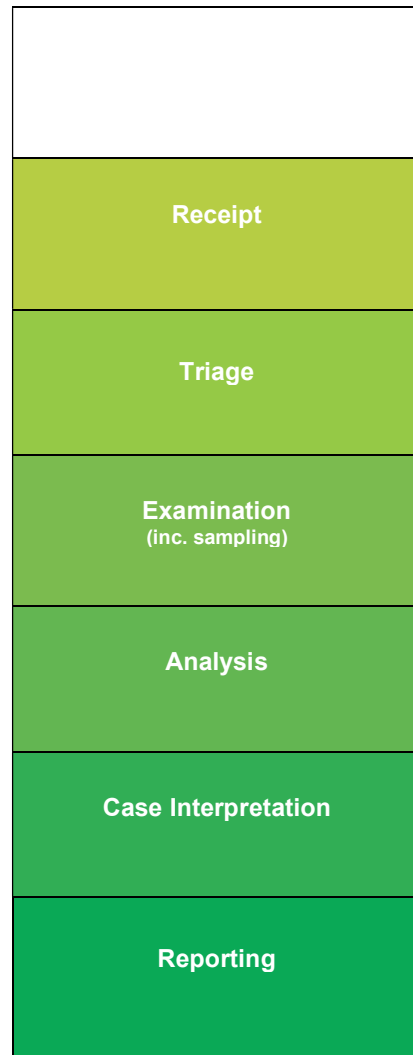 Receipt
Triage
Examination
(inc. sampling)
Analysis
Case Interpretation
Reporting